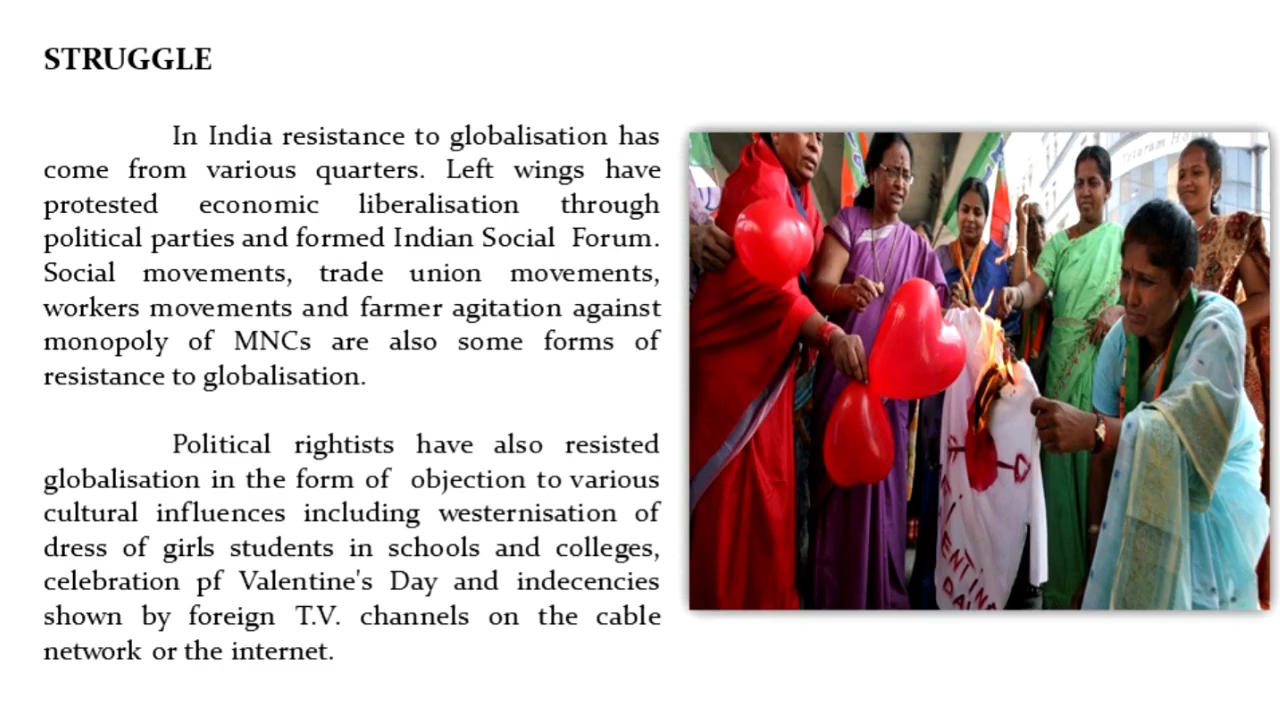 STRUGGLE
In India resistance to globalisation has
come from various quarters. Left wings have
protested economic liberalisation through
political parties and formed Indian Social Forum.
Social movements, trade union movements,
workers movements and farmer agitation against
monopoly of MNCs are also some forms of
resistance to globalisation.
Political rightists have also resisted
globalisation in the form of objection to various
cultural influences including westernisation of
dress of girls students in schools and colleges,
celebration pf Valentine's Day and indecencies
shown by foreign T.V. channels on the cable
network or the internet.